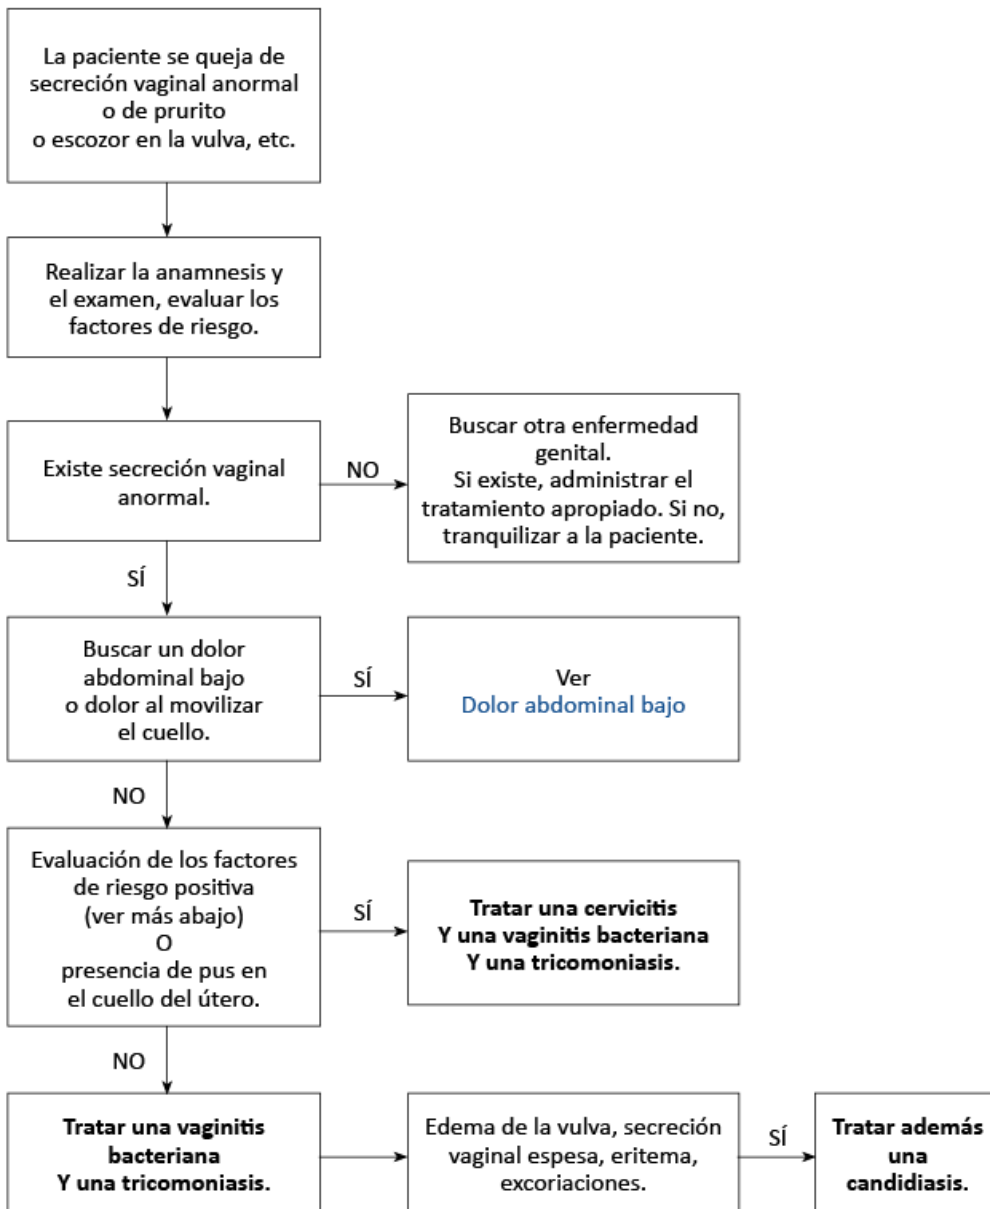 La paciente se queja de
secreción vaginal anormal
o de prurito
o escozor en la vulva, etc.
Realizar la anamnesis y
el examen, evaluar los
factores de riesgo.
Existe secreción vaginal
anormal.
NO
Buscar otra enfermedad
genital.
Si existe, administrar el
tratamiento apropiado. Si no,
tranquilizar a la paciente.
SÍ
Buscar un dolor
abdominal bajo
o dolor al movilizar
el cuello.
SÍ
Ver
Dolor abdominal bajo
NO
Evaluación de los factores
de riesgo positiva
(ver más abajo)
O
presencia de pus en
el cuello del útero.
SÍ
Tratar una cervicitis
Y una vaginitis bacteriana
Y una tricomoniasis.
NO
Tratar una vaginitis
bacteriana
Y una tricomoniasis.
Edema de la vulva, secreción
vaginal espesa, eritema,
excoriaciones.
SÍ
Tratar además
una
candidiasis.